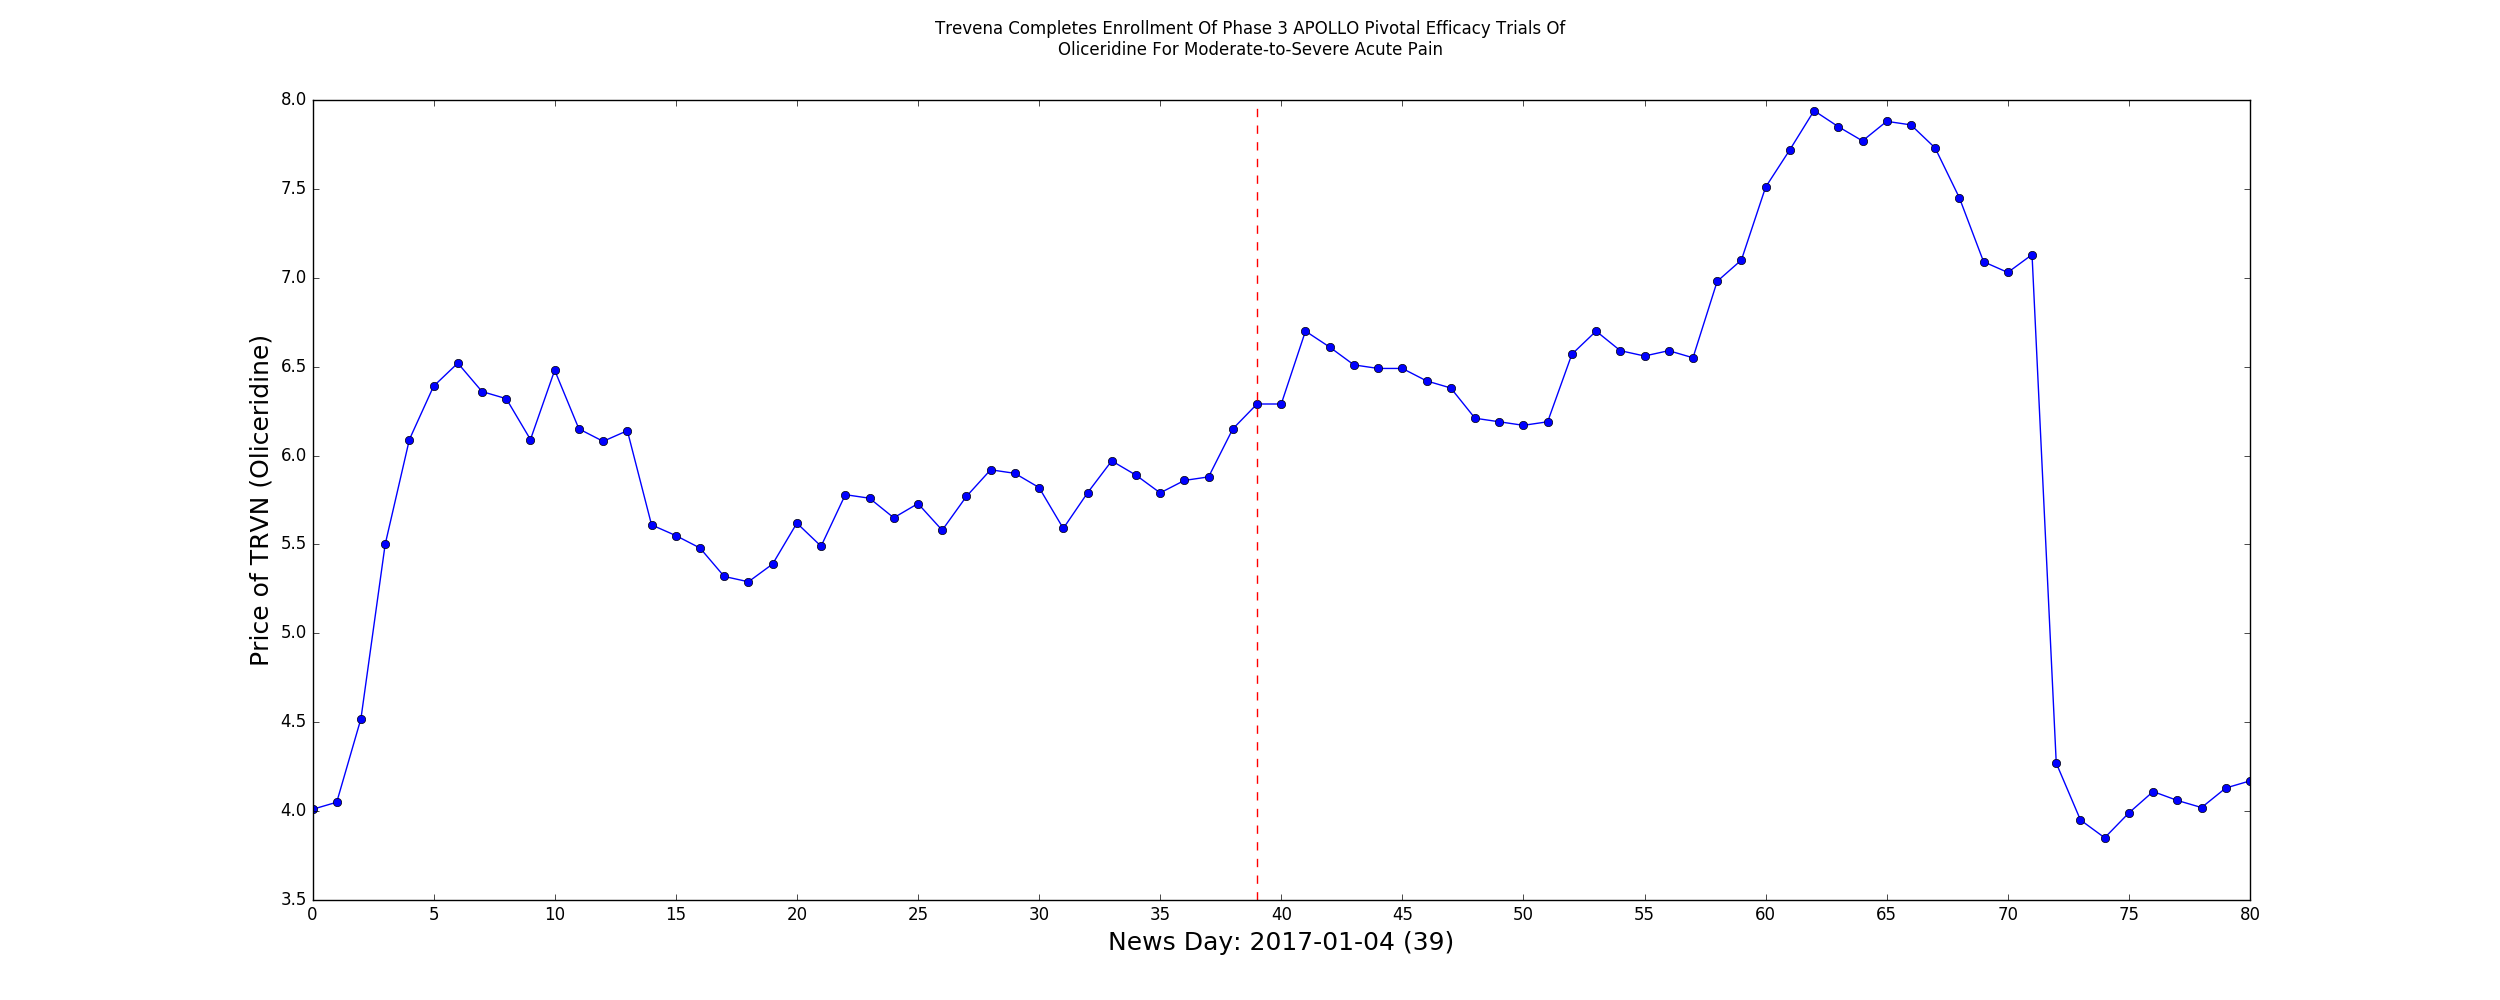 Trevena Completes Enrollment Of Phase 3 APOLLO Pivotal Efficacy Trials Of
Oliceridine For Moderate-to-Severe Acute Pain
Price of TRVN (Oliceridine)
8.0
7.5
7.0
6.5
6.0
5.5
5.0
4.5
4.0
3.5
0 5 10 15 20 25 30 35 40 45 50 55 60 65 70 75 80
News Day: 2017-01-04 (39)